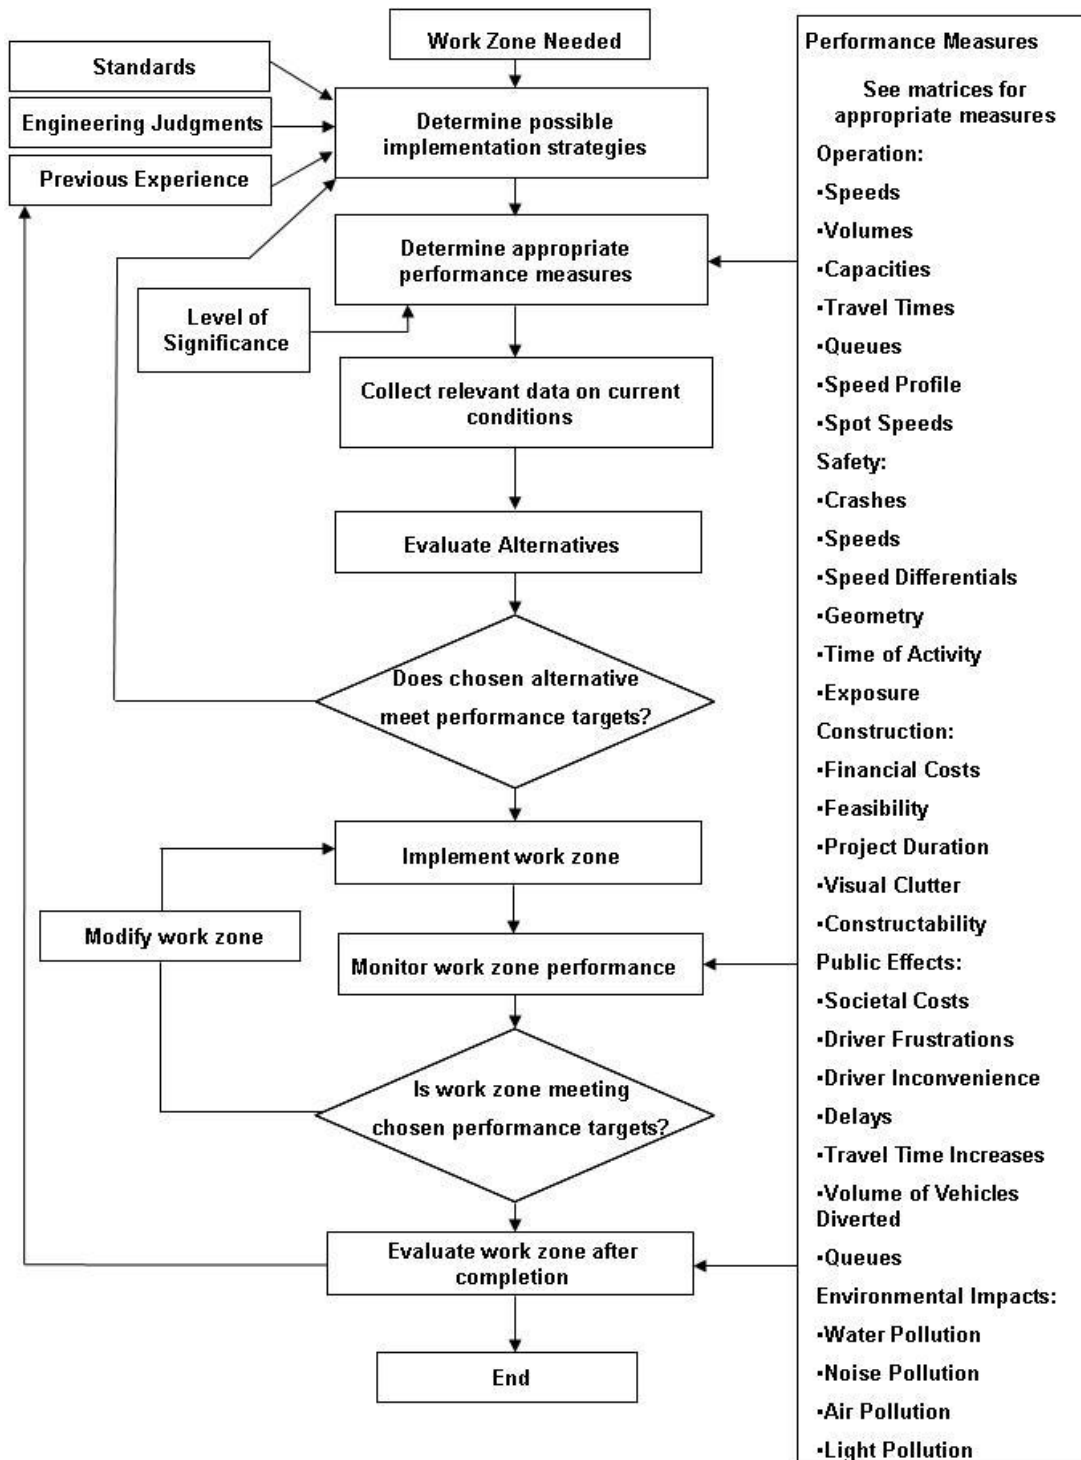 Work Zone Needed
Standards
Engineering Judgments
Previous Experience
Determine possible
implementation strategies
Determine appropriate
performance measures
Level of
Significance
Collect relevant data on current
conditions
Evaluate Alternatives
Does chosen alternative
meet performance targets?
Implement work zone
Modify work zone
Monitor work zone performance
Is work zone meeting
chosen performance targets?
Evaluate work zone after
completion
End
Performance Measures
See matrices for
appropriate measures
Operation:
▪Speeds
▪Volumes
▪Capacities
▪Travel Times
▪Queues
▪Speed Profile
▪Spot Speeds
Safety:
▪Crashes
▪Speeds
▪Speed Differentials
▪Geometry
▪Time of Activity
▪Exposure
Construction:
▪Financial Costs
▪Feasibility
▪Project Duration
▪Visual Clutter
▪Constructability
Public Effects:
▪Societal Costs
▪Driver Frustrations
▪Driver Inconvenience
▪Delays
▪Travel Time Increases
▪Volume of Vehicles
Diverted
▪Queues
Environmental Impacts:
▪Water Pollution
▪Noise Pollution
▪Air Pollution
▪Light Pollution